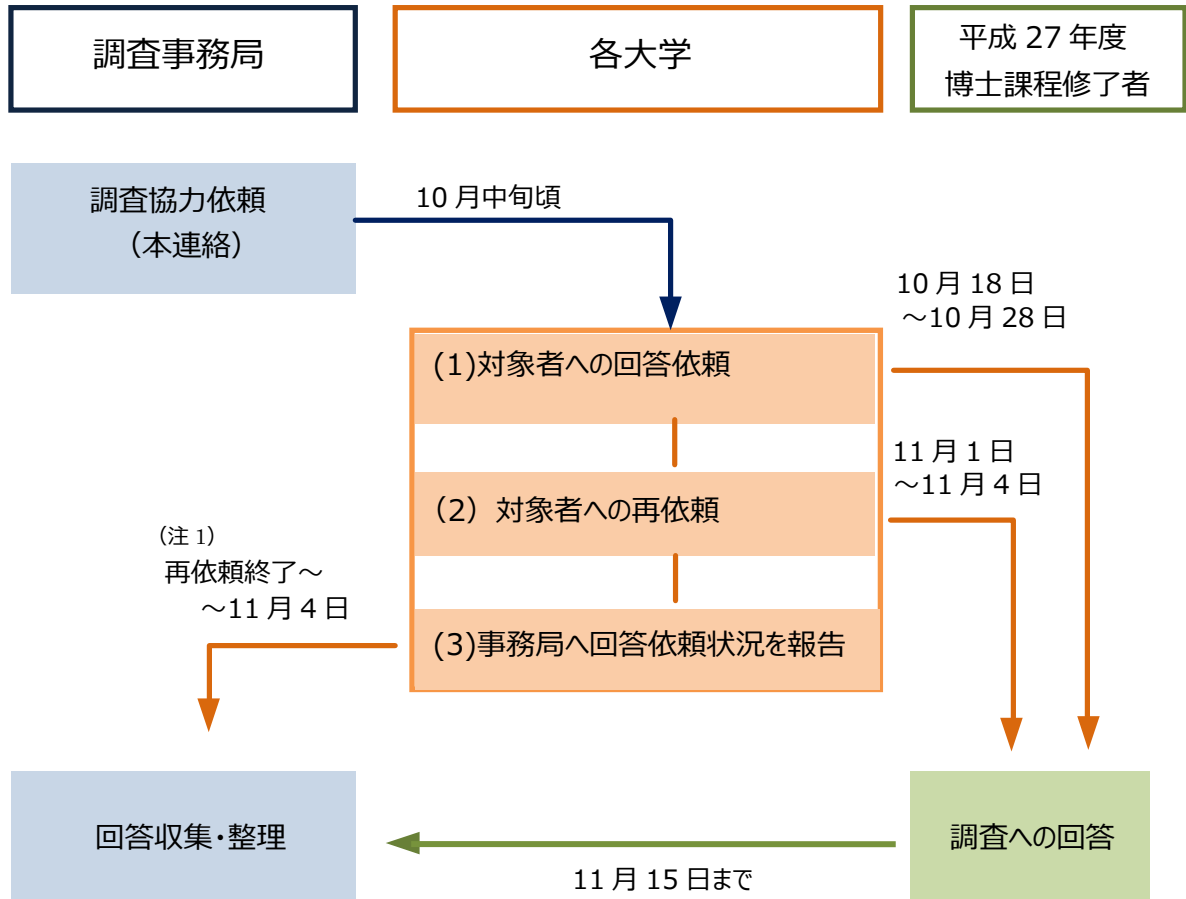 調査事務局
各大学
平成 27 年度
博士課程修了者
調査協力依頼
（本連絡）
10 月中旬頃
10 月 18 日
～10 月 28 日
(1)対象者への回答依頼
11 月 1 日
～11 月 4 日
（2）対象者への再依頼
（注 1）
再依頼終了～
～11 月 4 日
(3)事務局へ回答依頼状況を報告
回答収集・整理
調査への回答
11 月 15 日まで